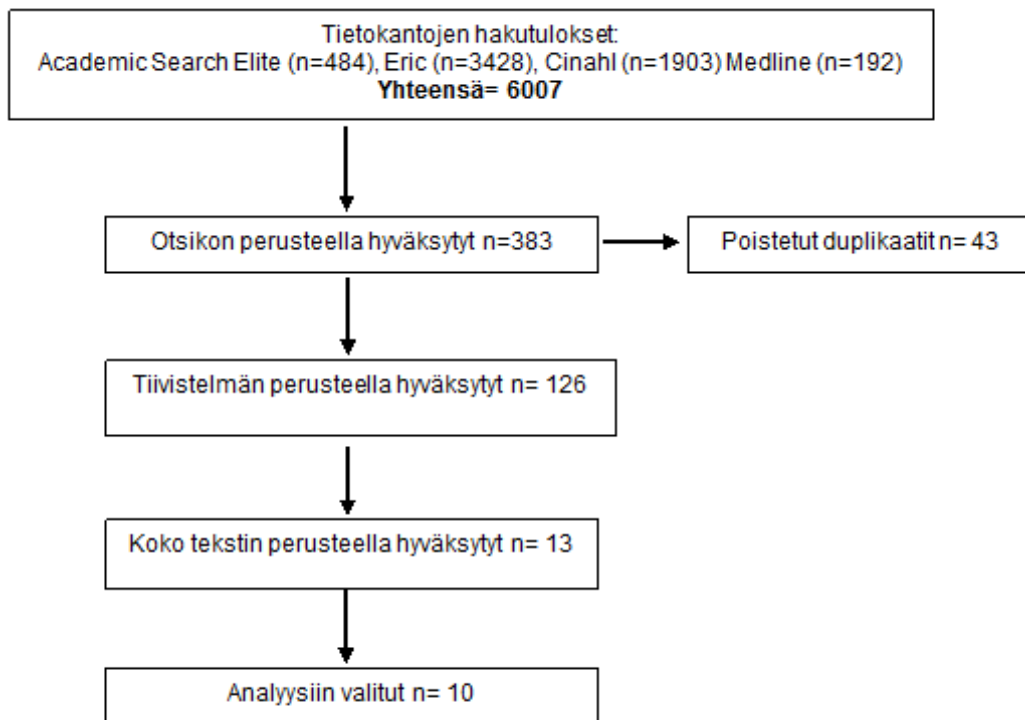 Tietokantojen hakutulokset:
Academic Search Elite (n=484), Eric (n=3428), Cinahl (n=1903) Medline (n=192)
Yhteensä= 6007
Otsikon perusteella hyväksytyt n=383
Poistetut duplikaatit n= 43
Tiivistelmän perusteella hyväksytyt n= 126
Koko tekstin perusteella hyväksytyt n= 13
Analyysiin valitut n= 10